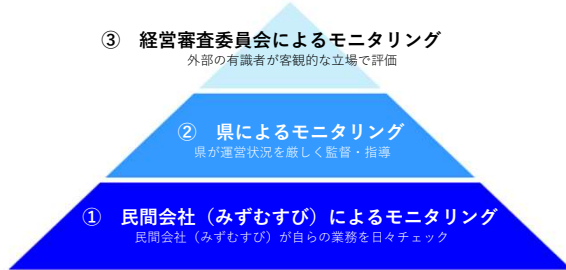 ③　経営審査委員会によるモニタリング
外部の有識者が客観的な立場で評価
②　県によるモニタリング
県が運営状況を厳しく監督・指導
①　民間会社（みずむすび）によるモニタリング
民間会社（みずむすび）が自らの業務を日々チェック